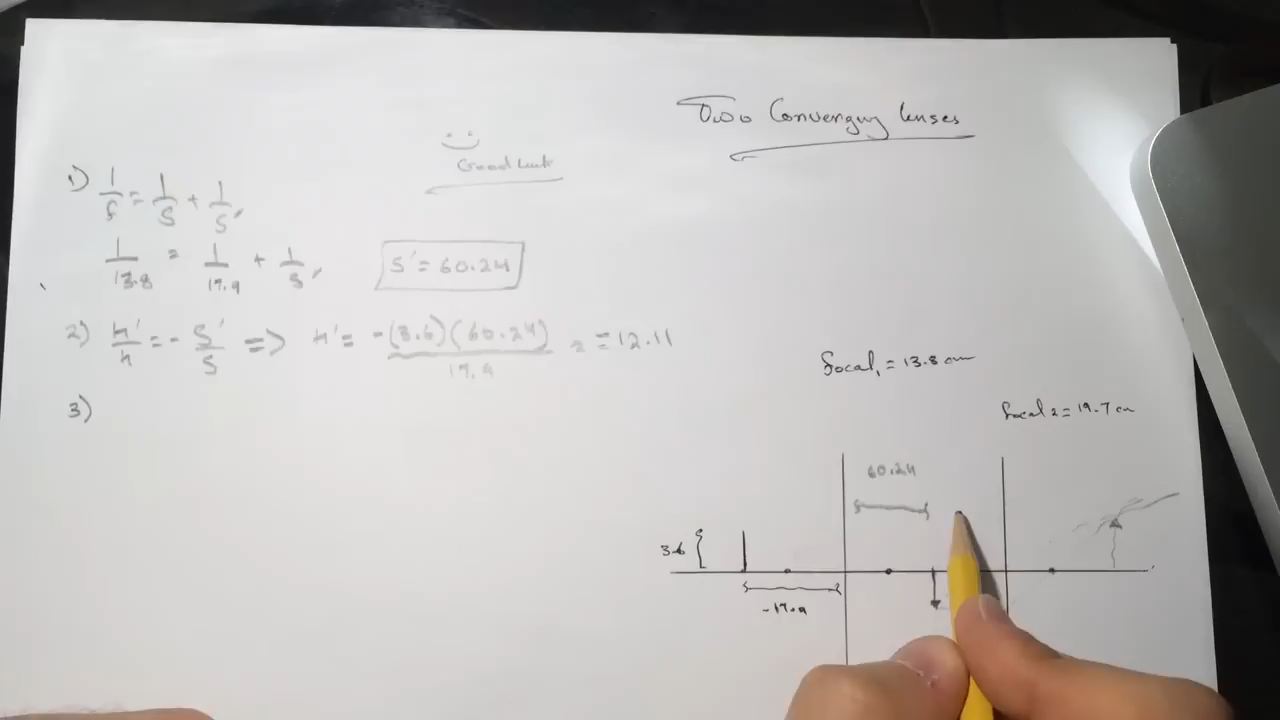 Two Converging lenses
Good Luck
1) 1/f = 1/S + 1/S'
1/13.8 = 1/17.9 + 1/S'
S' = 60.24
2) H'/h = - S'/S => H' = -(3.6)(60.24)/17.9 = = 12.11
3)
focal₁ = 13.8 cm
focal 2 = 19.7 cm
60.24
3.6
-17.9